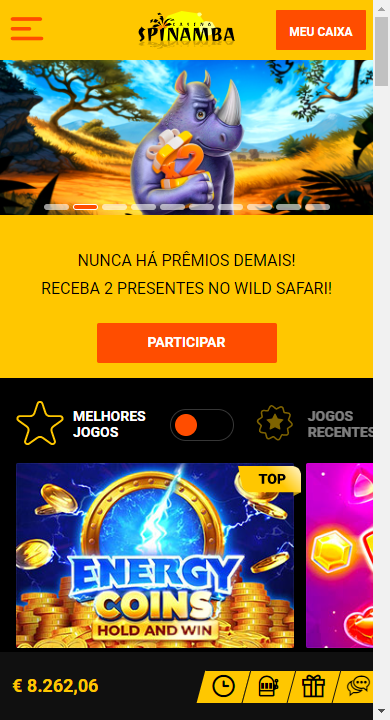 CASINO
SPINAMBA
MEU CAIXA
NUNCA HÁ PRÊMIOS DEMAIS!
RECEBA 2 PRESENTES NO WILD SAFARI!
PARTICIPAR
MELHORES
JOGOS
JOGOS
RECENTES
TOP
ENERGY
COINS
HOLD AND WIN
€ 8.262,06